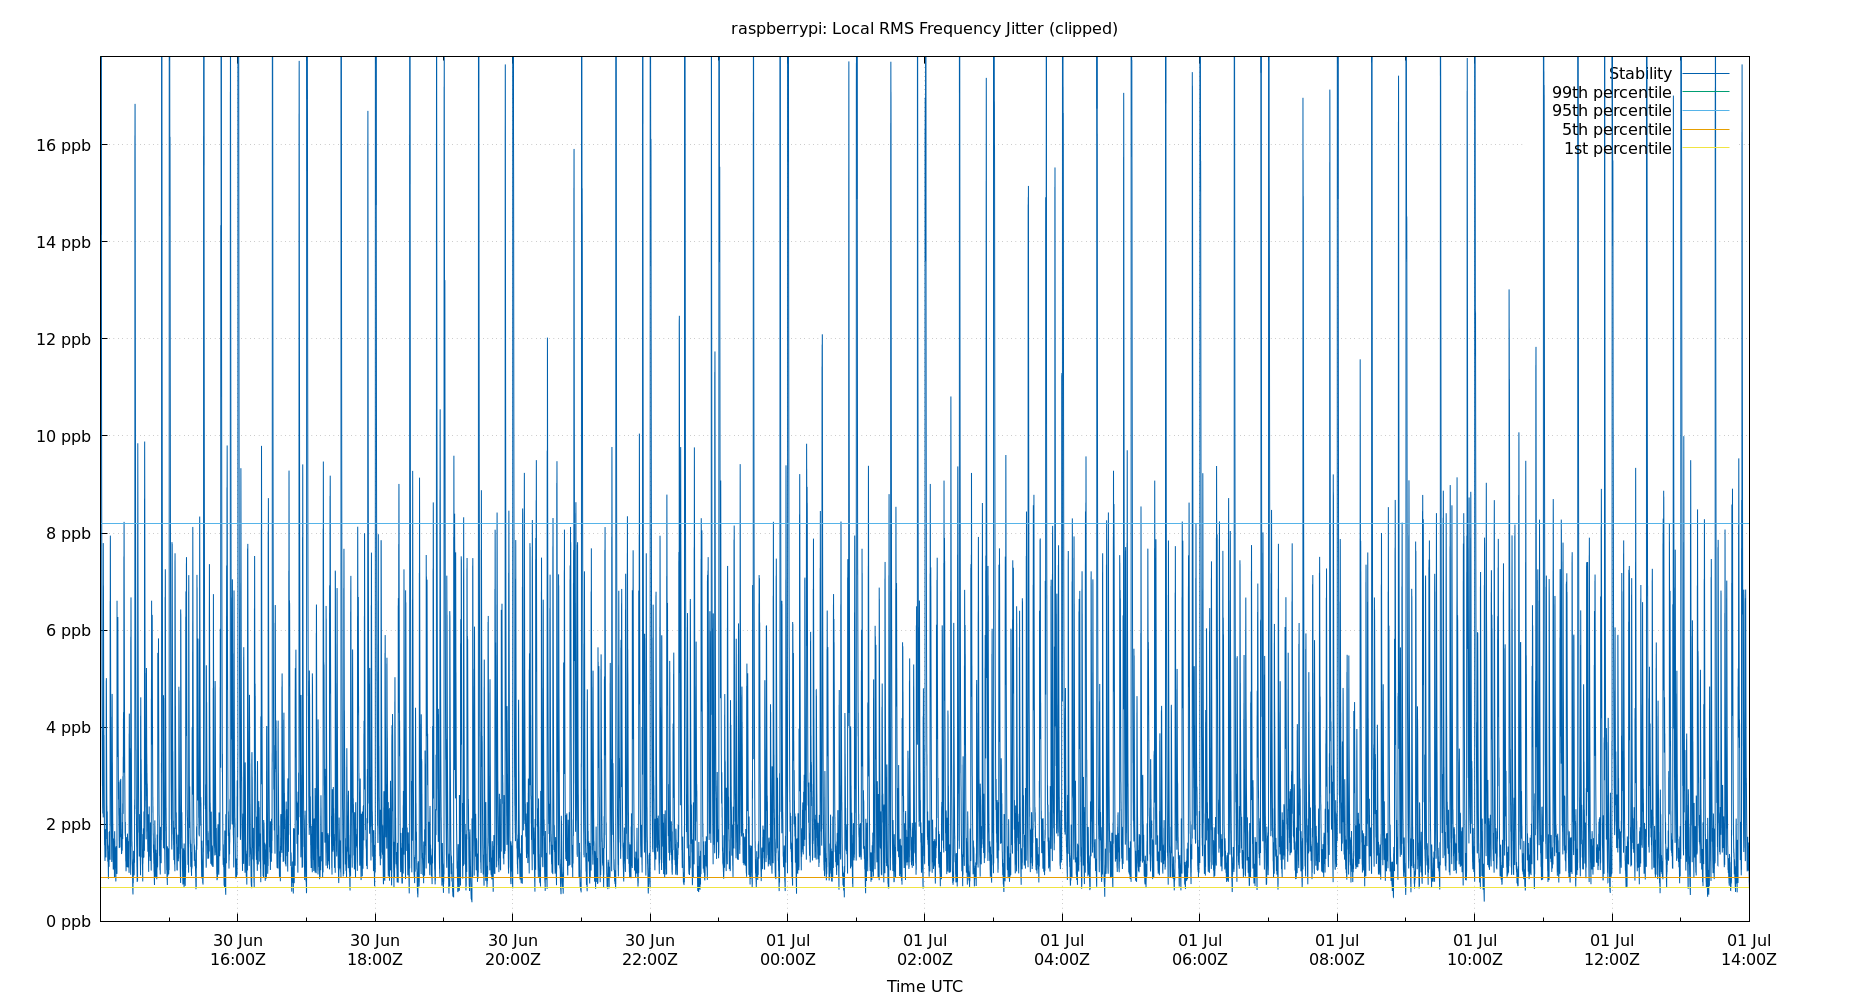 raspberrypi: Local RMS Frequency Jitter (clipped)
Stability
99th percentile
95th percentile
5th percentile
1st percentile
16 ppb
14 ppb
12 ppb
10 ppb
8 ppb
6 ppb
4 ppb
2 ppb
0 ppb
30 Jun 30 Jun 30 Jun 30 Jun 01 Jul 01 Jul 01 Jul 01 Jul 01 Jul 01 Jul 01 Jul 01 Jul
16:00Z 18:00Z 20:00Z 22:00Z 00:00Z 02:00Z 04:00Z 06:00Z 08:00Z 10:00Z 12:00Z 14:00Z
Time UTC